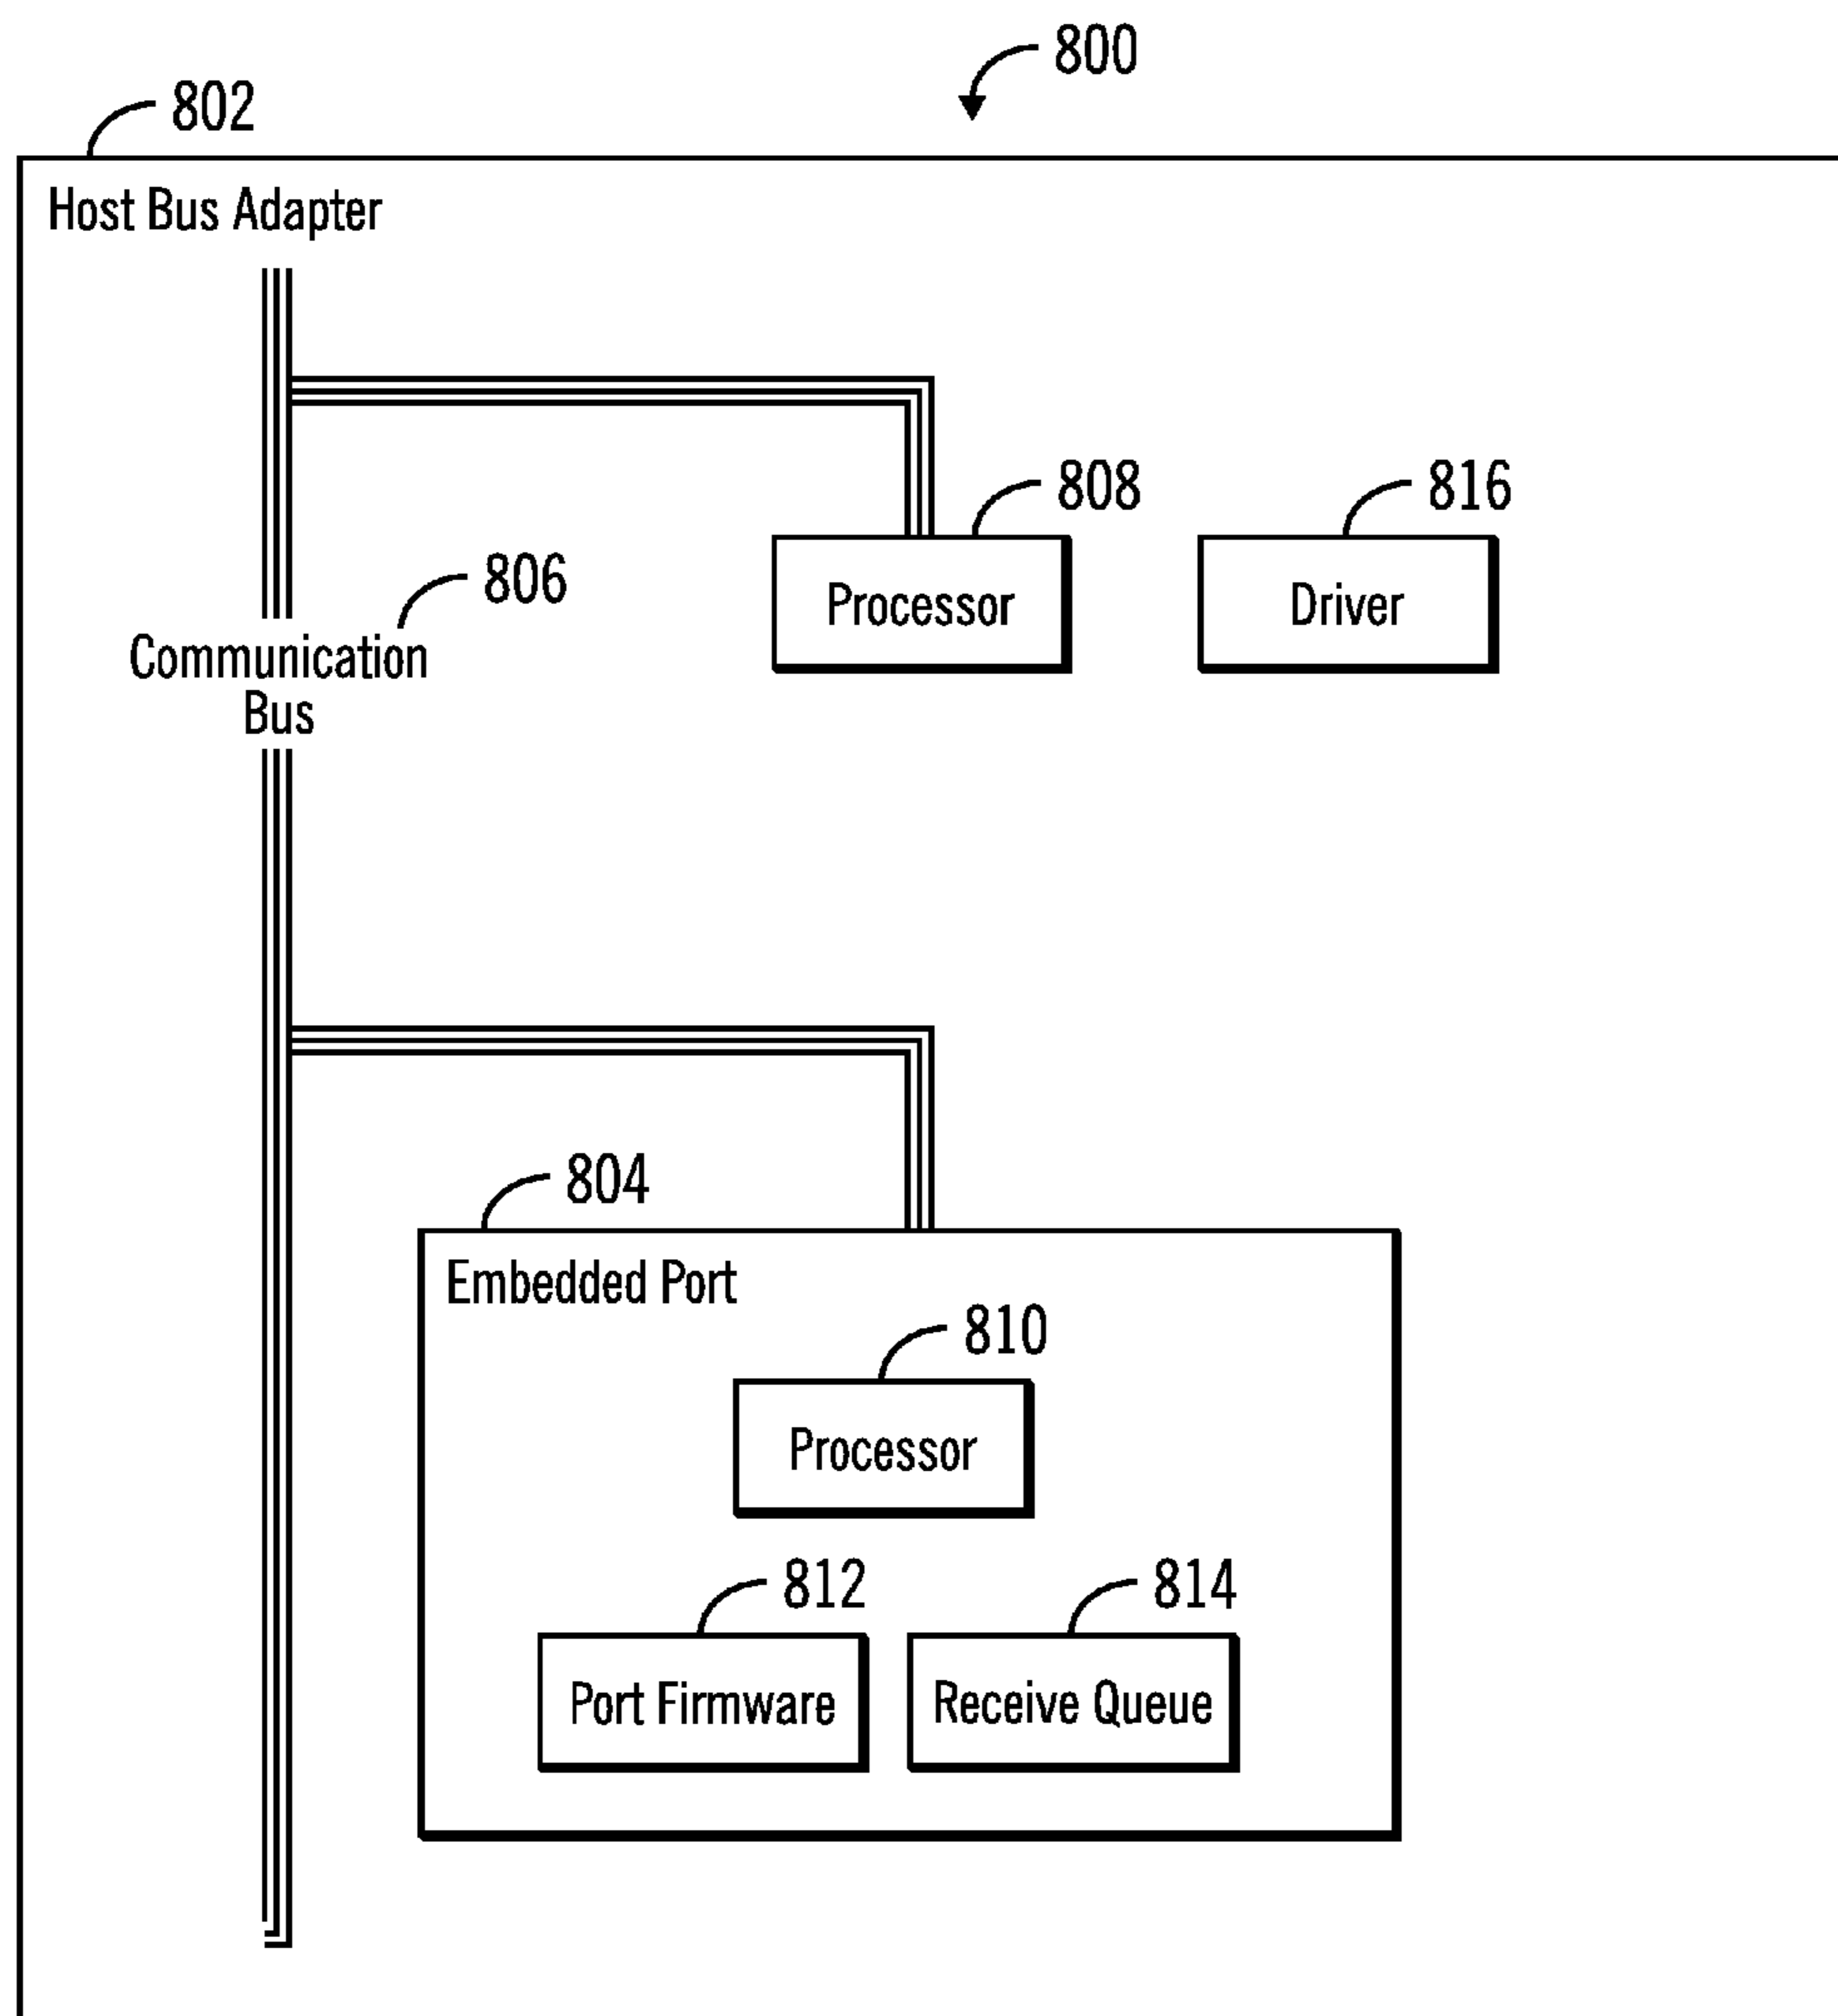 800
802
Host Bus Adapter
808
816
806
Processor
Driver
Communication
Bus
804
Embedded Port
810
Processor
812
814
Port Firmware
Receive Queue